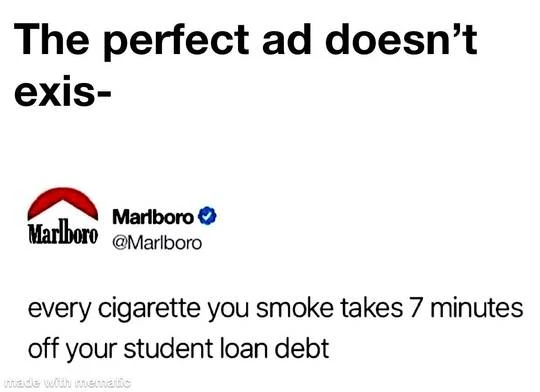 The perfect ad doesn't
exis-
Marlboro
Marlboro
@Marlboro
every cigarette you smoke takes 7 minutes
off your student loan debt
made with mematic